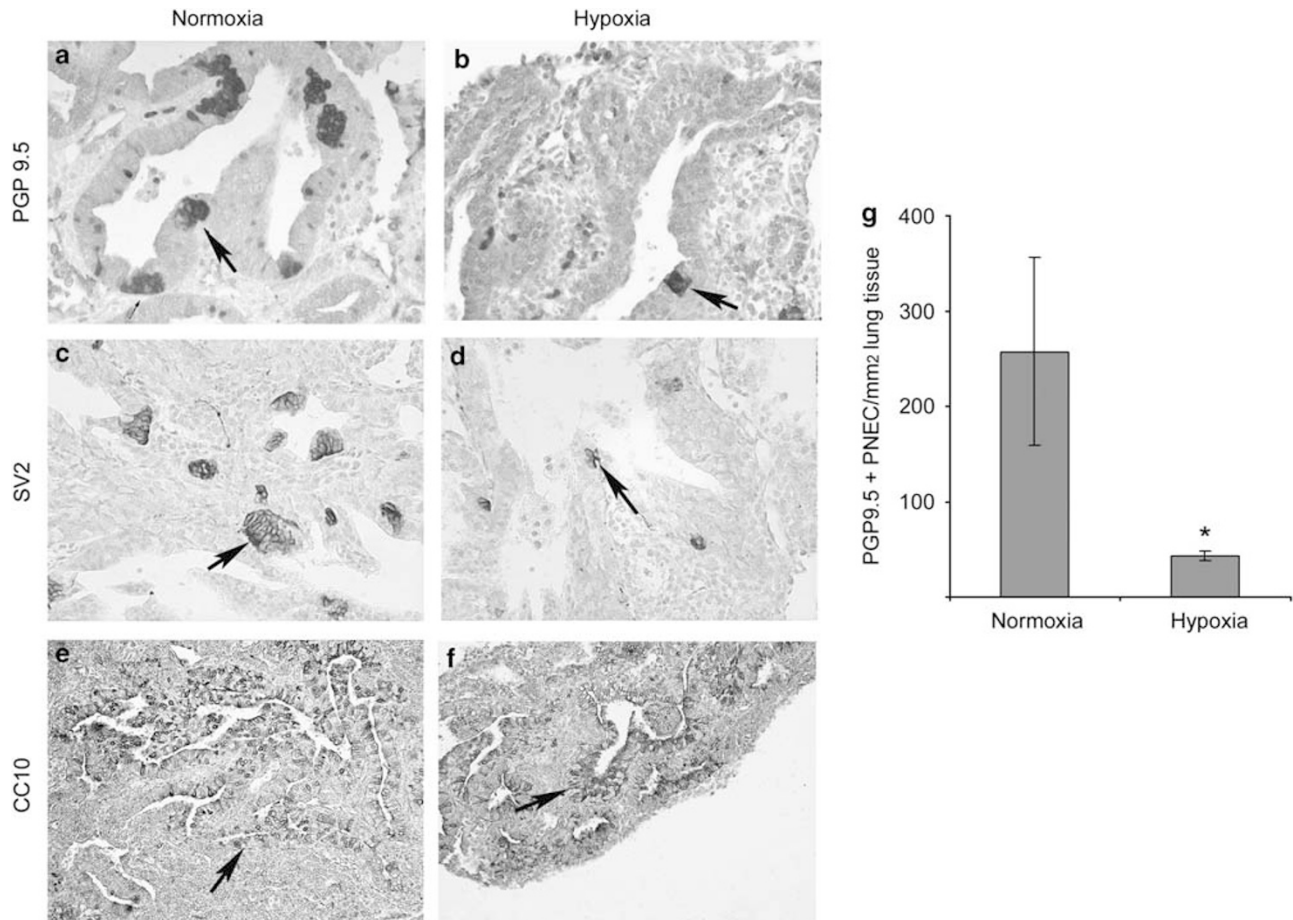 Normoxia
Hypoxia
PGP 9.5
a
b
SV2
c
d
CC10
e
f
g
PGP9.5 + PNEC/mm2 lung tissue
400
300
200
100
*
Normoxia
Hypoxia